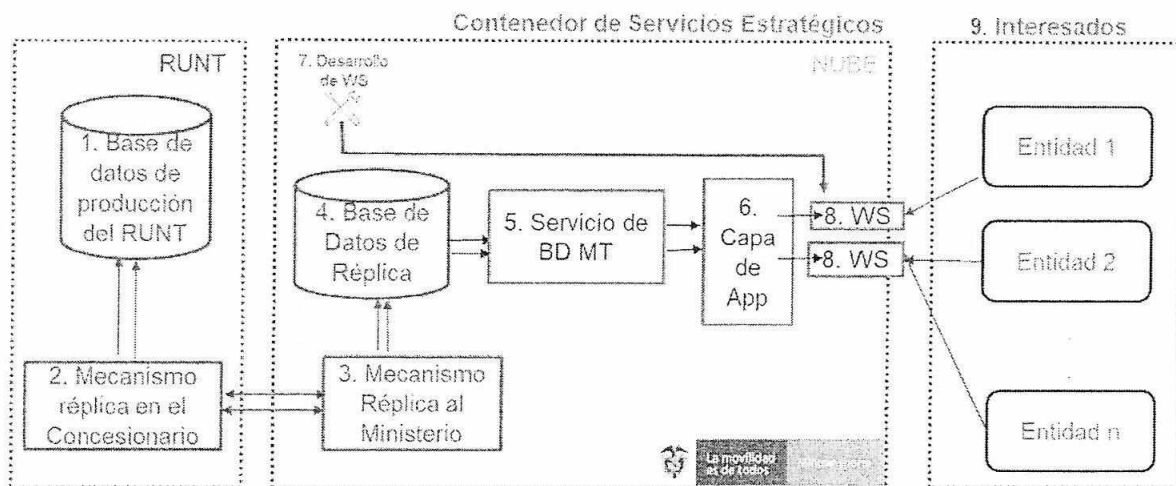 Contenedor de Servicios Estratégicos
9. Interesados
RUNT
7. Desarrollo
de WS
NUBE
1. Base de
datos de
producción
del RUNT
4. Base de
Datos de
Réplica
5. Servicio de
BD MT
6.
Capa
de
App
8. WS
8. WS
Entidad 1
Entidad 2
Entidad n
2. Mecanismo
réplica en el
Concesionario
3. Mecanismo
Réplica al
Ministerio
La movilidad
es de todos